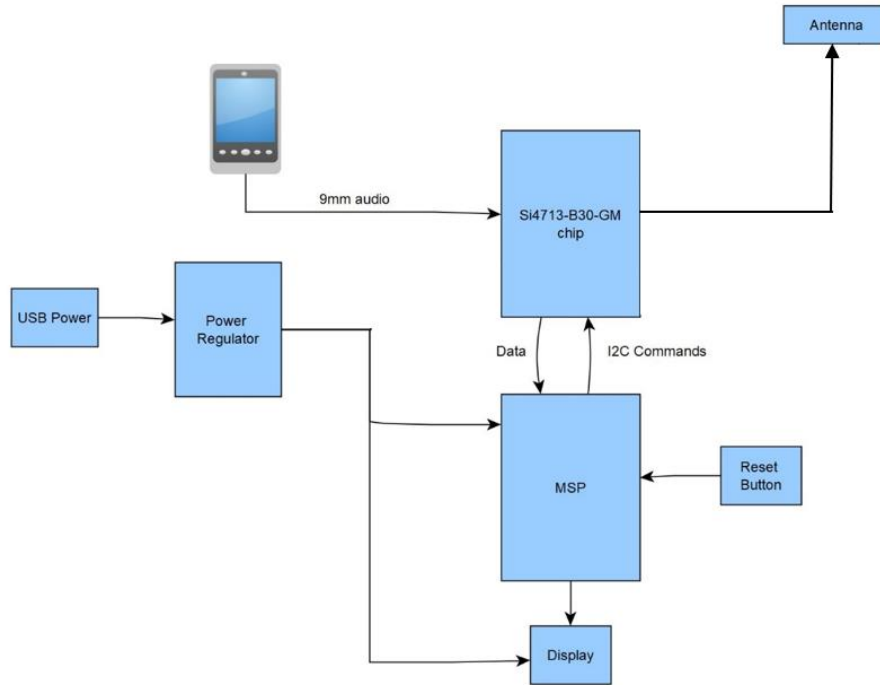 Antenna
9mm audio
Si4713-B30-GM
chip
USB Power
Power
Regulator
Data
I2C Commands
MSP
Reset
Button
Display